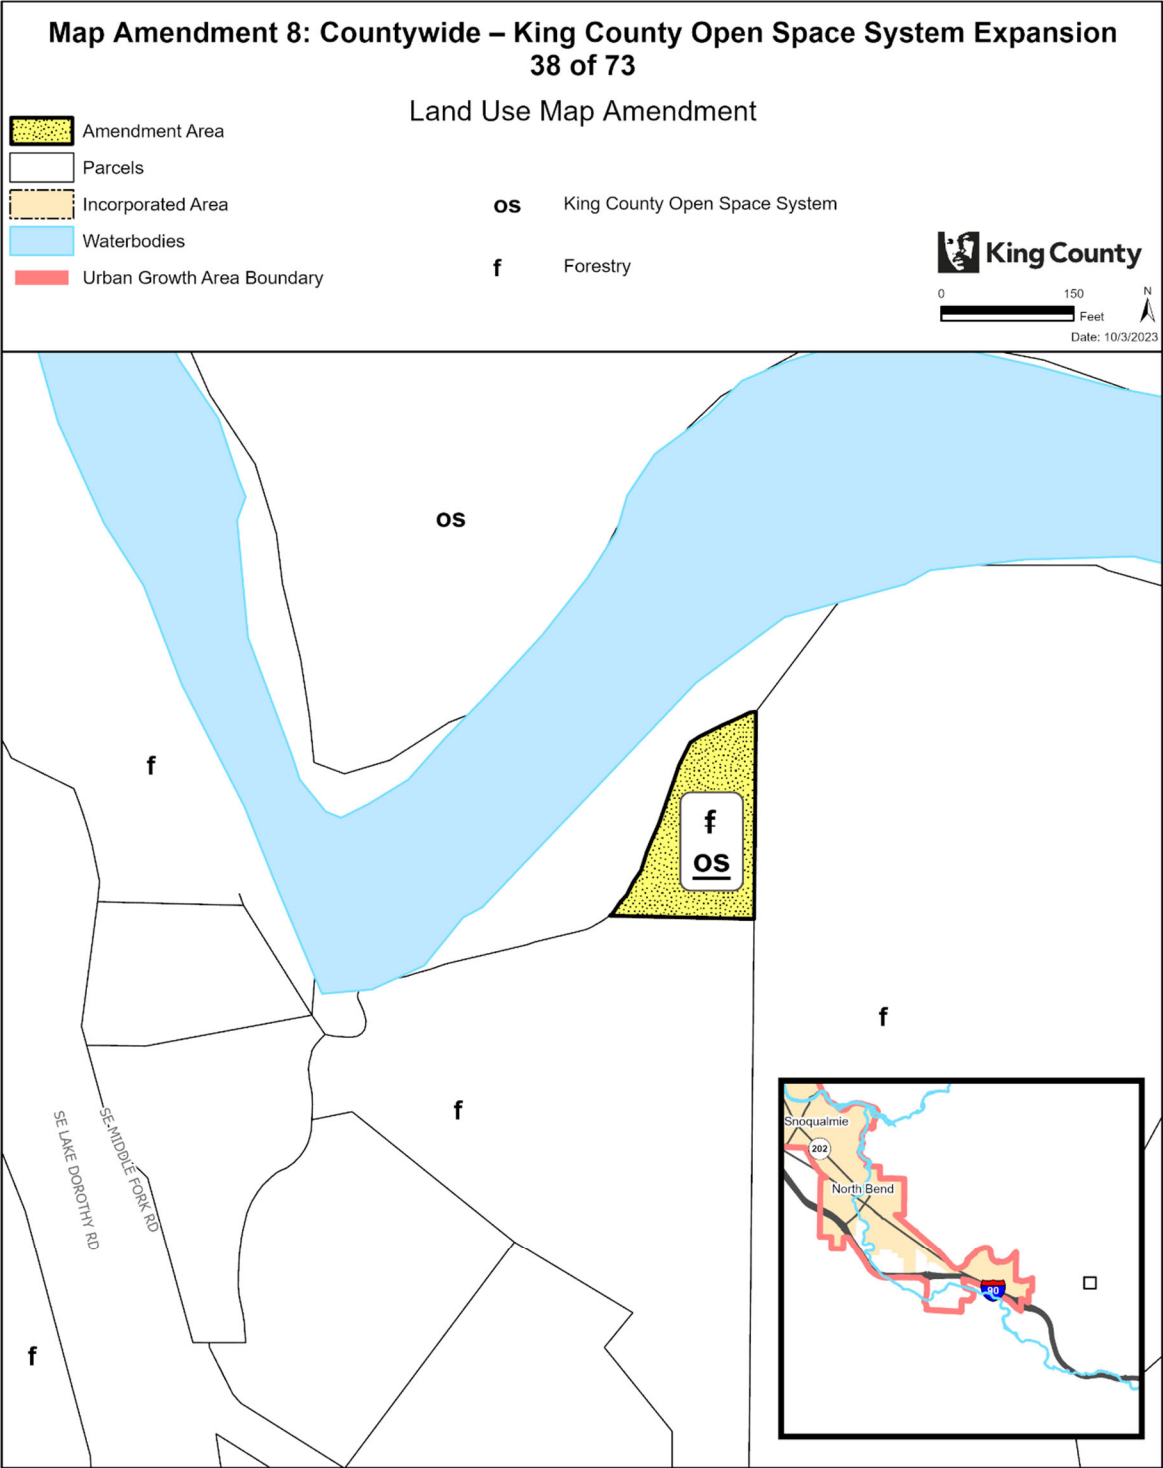 Map Amendment 8: Countywide – King County Open Space System Expansion
38 of 73
Land Use Map Amendment
Amendment Area
Parcels
Incorporated Area
Waterbodies
Urban Growth Area Boundary
os King County Open Space System
f Forestry
King County
0 150
Feet
N
Date: 10/3/2023
os
f
f
os
f
f
SE LAKE DOROTHY RD
SE MIDDLE FORK RD
f
Snoqualmie
202
North Bend
90